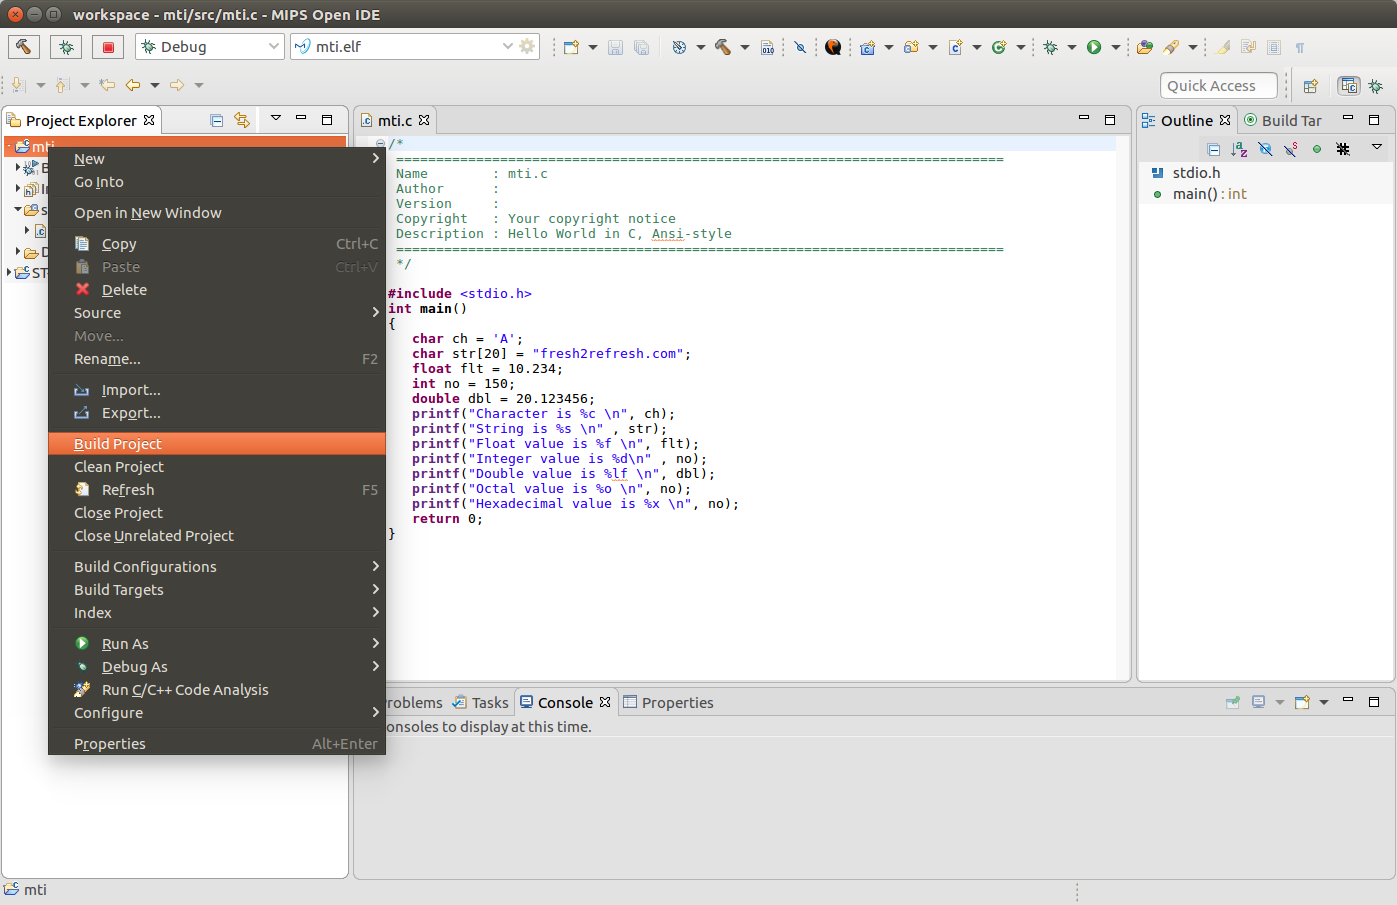 workspace - mti/src/mti.c - MIPS Open IDE
Debug
mti.elf
Quick Access
Project Explorer
mti
New
Go Into
Open in New Window
Copy Ctrl+C
Paste Ctrl+V
Delete
Source
Move...
Rename... F2
Import...
Export...
Build Project
Clean Project
Refresh F5
Close Project
Close Unrelated Project
Build Configurations
Build Targets
Index
Run As
Debug As
Run C/C++ Code Analysis
Configure
Properties Alt+Enter
mti.c
/*
============================================================================
Name : mti.c
Author :
Version :
Copyright : Your copyright notice
Description : Hello World in C, Ansi-style
============================================================================
*/
#include <stdio.h>
int main()
{
char ch = 'A';
char str[20] = "fresh2refresh.com";
float flt = 10.234;
int no = 150;
double dbl = 20.123456;
printf("Character is %c \n", ch);
printf("String is %s \n" , str);
printf("Float value is %f \n", flt);
printf("Integer value is %d\n" , no);
printf("Double value is %lf \n", dbl);
printf("Octal value is %o \n", no);
printf("Hexadecimal value is %x \n", no);
return 0;
}
Outline
Build Tar
stdio.h
main() : int
Tasks
Console
Properties
to display at this time.
mti